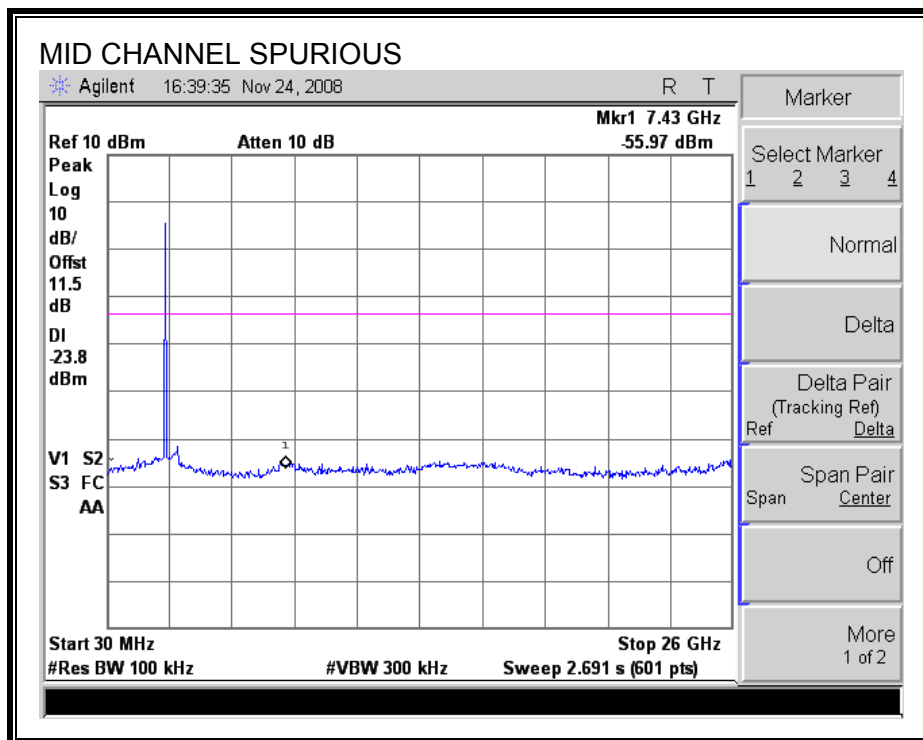 MID CHANNEL SPURIOUS
Agilent 16:39:35 Nov 24, 2008 R T
Mkr1 7.43 GHz
Ref 10 dBm Atten 10 dB -55.97 dBm
Peak
Log
10
dB/
Offst
11.5
dB
DI
-23.8
dBm
V1 S2
S3 FC
AA
1
Start 30 MHz Stop 26 GHz
#Res BW 100 kHz #VBW 300 kHz Sweep 2.691 s (601 pts)
Marker
Select Marker
1 2 3 4
Normal
Delta
Delta Pair
(Tracking Ref)
Ref Delta
Span Pair
Span Center
Off
More
1 of 2